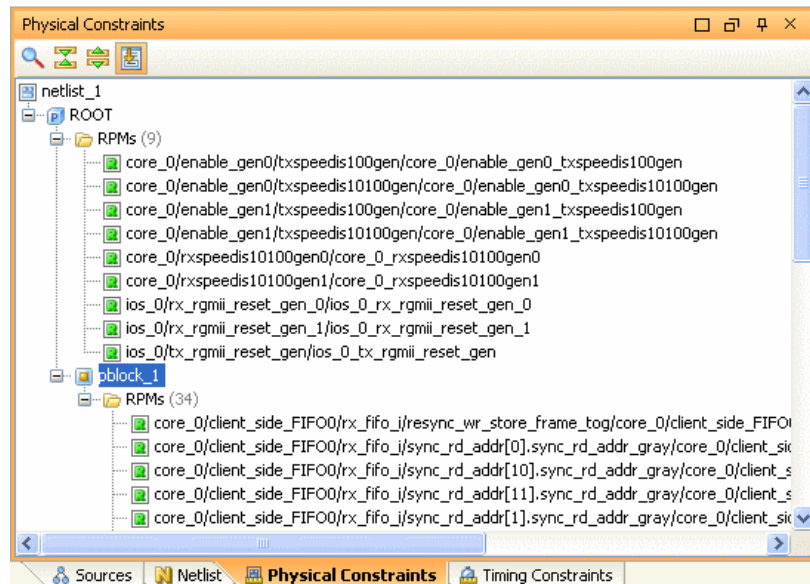 Physical Constraints
netlist_1
ROOT
RPMs (9)
core_0/enable_gen0/txspeedis100gen/core_0/enable_gen0_txspeedis100gen
core_0/enable_gen0/txspeedis10100gen/core_0/enable_gen0_txspeedis10100gen
core_0/enable_gen1/txspeedis100gen/core_0/enable_gen1_txspeedis100gen
core_0/enable_gen1/txspeedis10100gen/core_0/enable_gen1_txspeedis10100gen
core_0/rxspeedis10100gen0/core_0_rxspeedis10100gen0
core_0/rxspeedis10100gen1/core_0_rxspeedis10100gen1
ios_0/rx_rgmii_reset_gen_0/ios_0_rx_rgmii_reset_gen_0
ios_0/rx_rgmii_reset_gen_1/ios_0_rx_rgmii_reset_gen_1
ios_0/tx_rgmii_reset_gen/ios_0_tx_rgmii_reset_gen
pblock_1
RPMs (34)
core_0/client_side_FIFO0/rx_fifo_i/resync_wr_store_frame_tog/core_0/client_side_FIFO
core_0/client_side_FIFO0/rx_fifo_i/sync_rd_addr[0].sync_rd_addr_gray/core_0/client_si
core_0/client_side_FIFO0/rx_fifo_i/sync_rd_addr[10].sync_rd_addr_gray/core_0/client_s
core_0/client_side_FIFO0/rx_fifo_i/sync_rd_addr[11].sync_rd_addr_gray/core_0/client_s
core_0/client_side_FIFO0/rx_fifo_i/sync_rd_addr[1].sync_rd_addr_gray/core_0/client_si
Sources Netlist Physical Constraints Timing Constraints